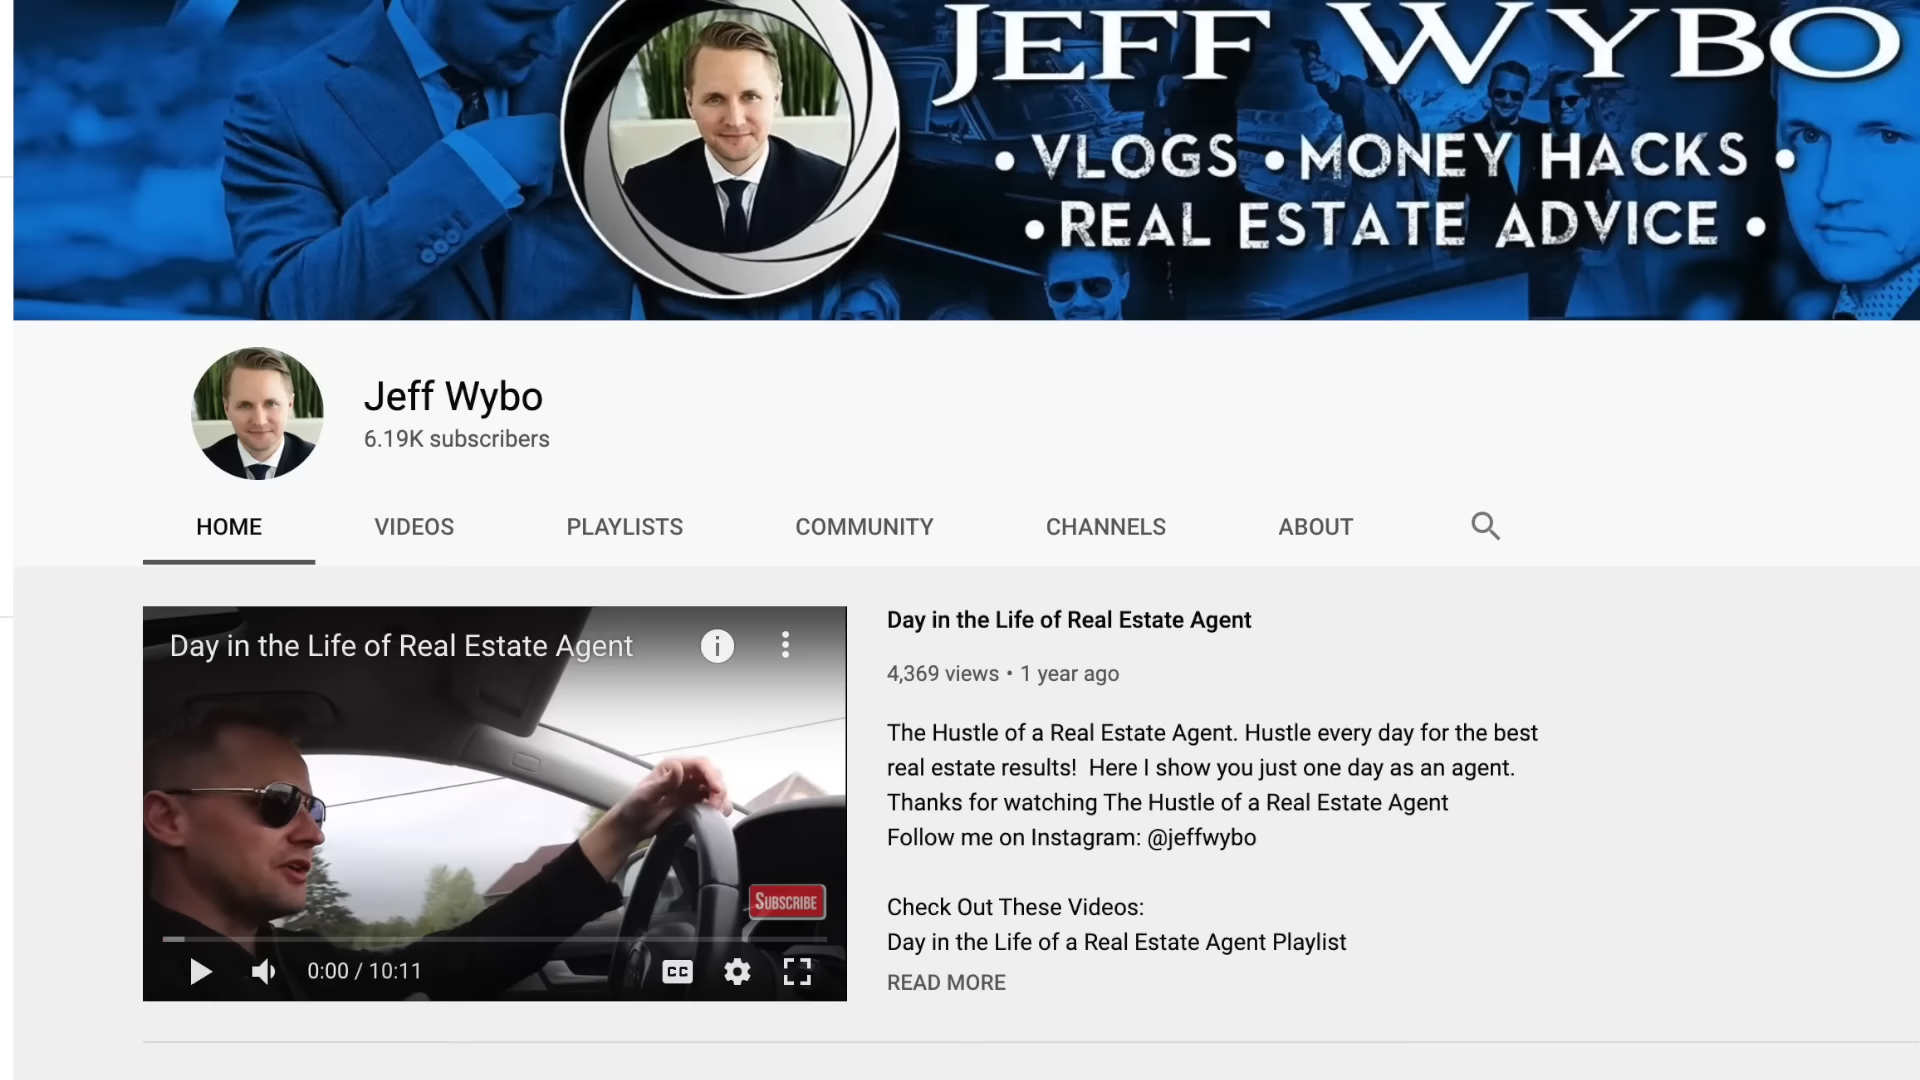 JEFF WYBO
• VLOGS • MONEY HACKS •
• REAL ESTATE ADVICE •
Jeff Wybo
6.19K subscribers
HOME VIDEOS PLAYLISTS COMMUNITY CHANNELS ABOUT
Day in the Life of Real Estate Agent
SUBSCRIBE
0:00 / 10:11
CC
Day in the Life of Real Estate Agent
4,369 views • 1 year ago
The Hustle of a Real Estate Agent. Hustle every day for the best
real estate results!  Here I show you just one day as an agent.
Thanks for watching The Hustle of a Real Estate Agent
Follow me on Instagram: @jeffwybo
Check Out These Videos:
Day in the Life of a Real Estate Agent Playlist
READ MORE